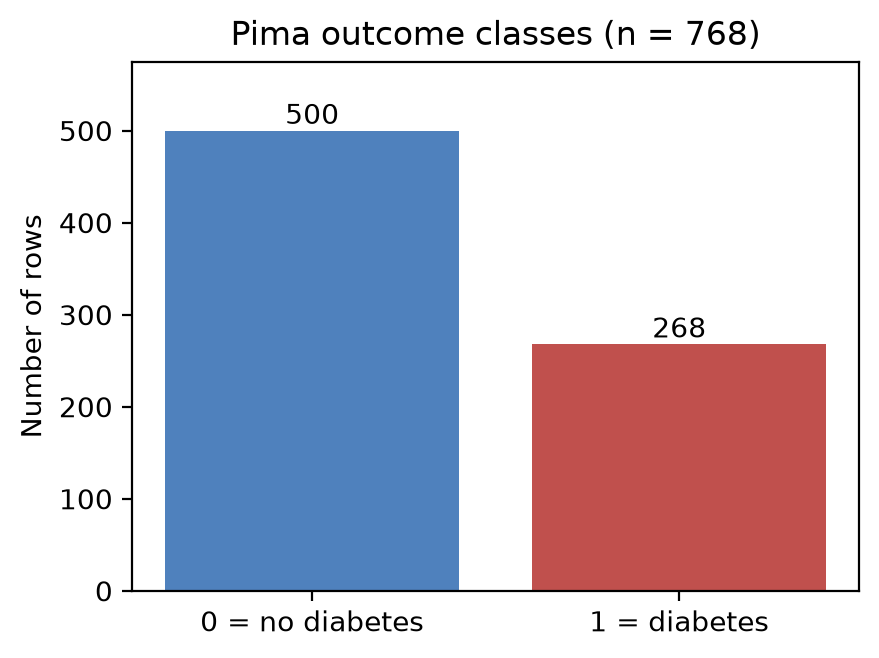 Pima outcome classes (n = 768)
Number of rows
500
400
300
200
100
0
500
268
0 = no diabetes
1 = diabetes